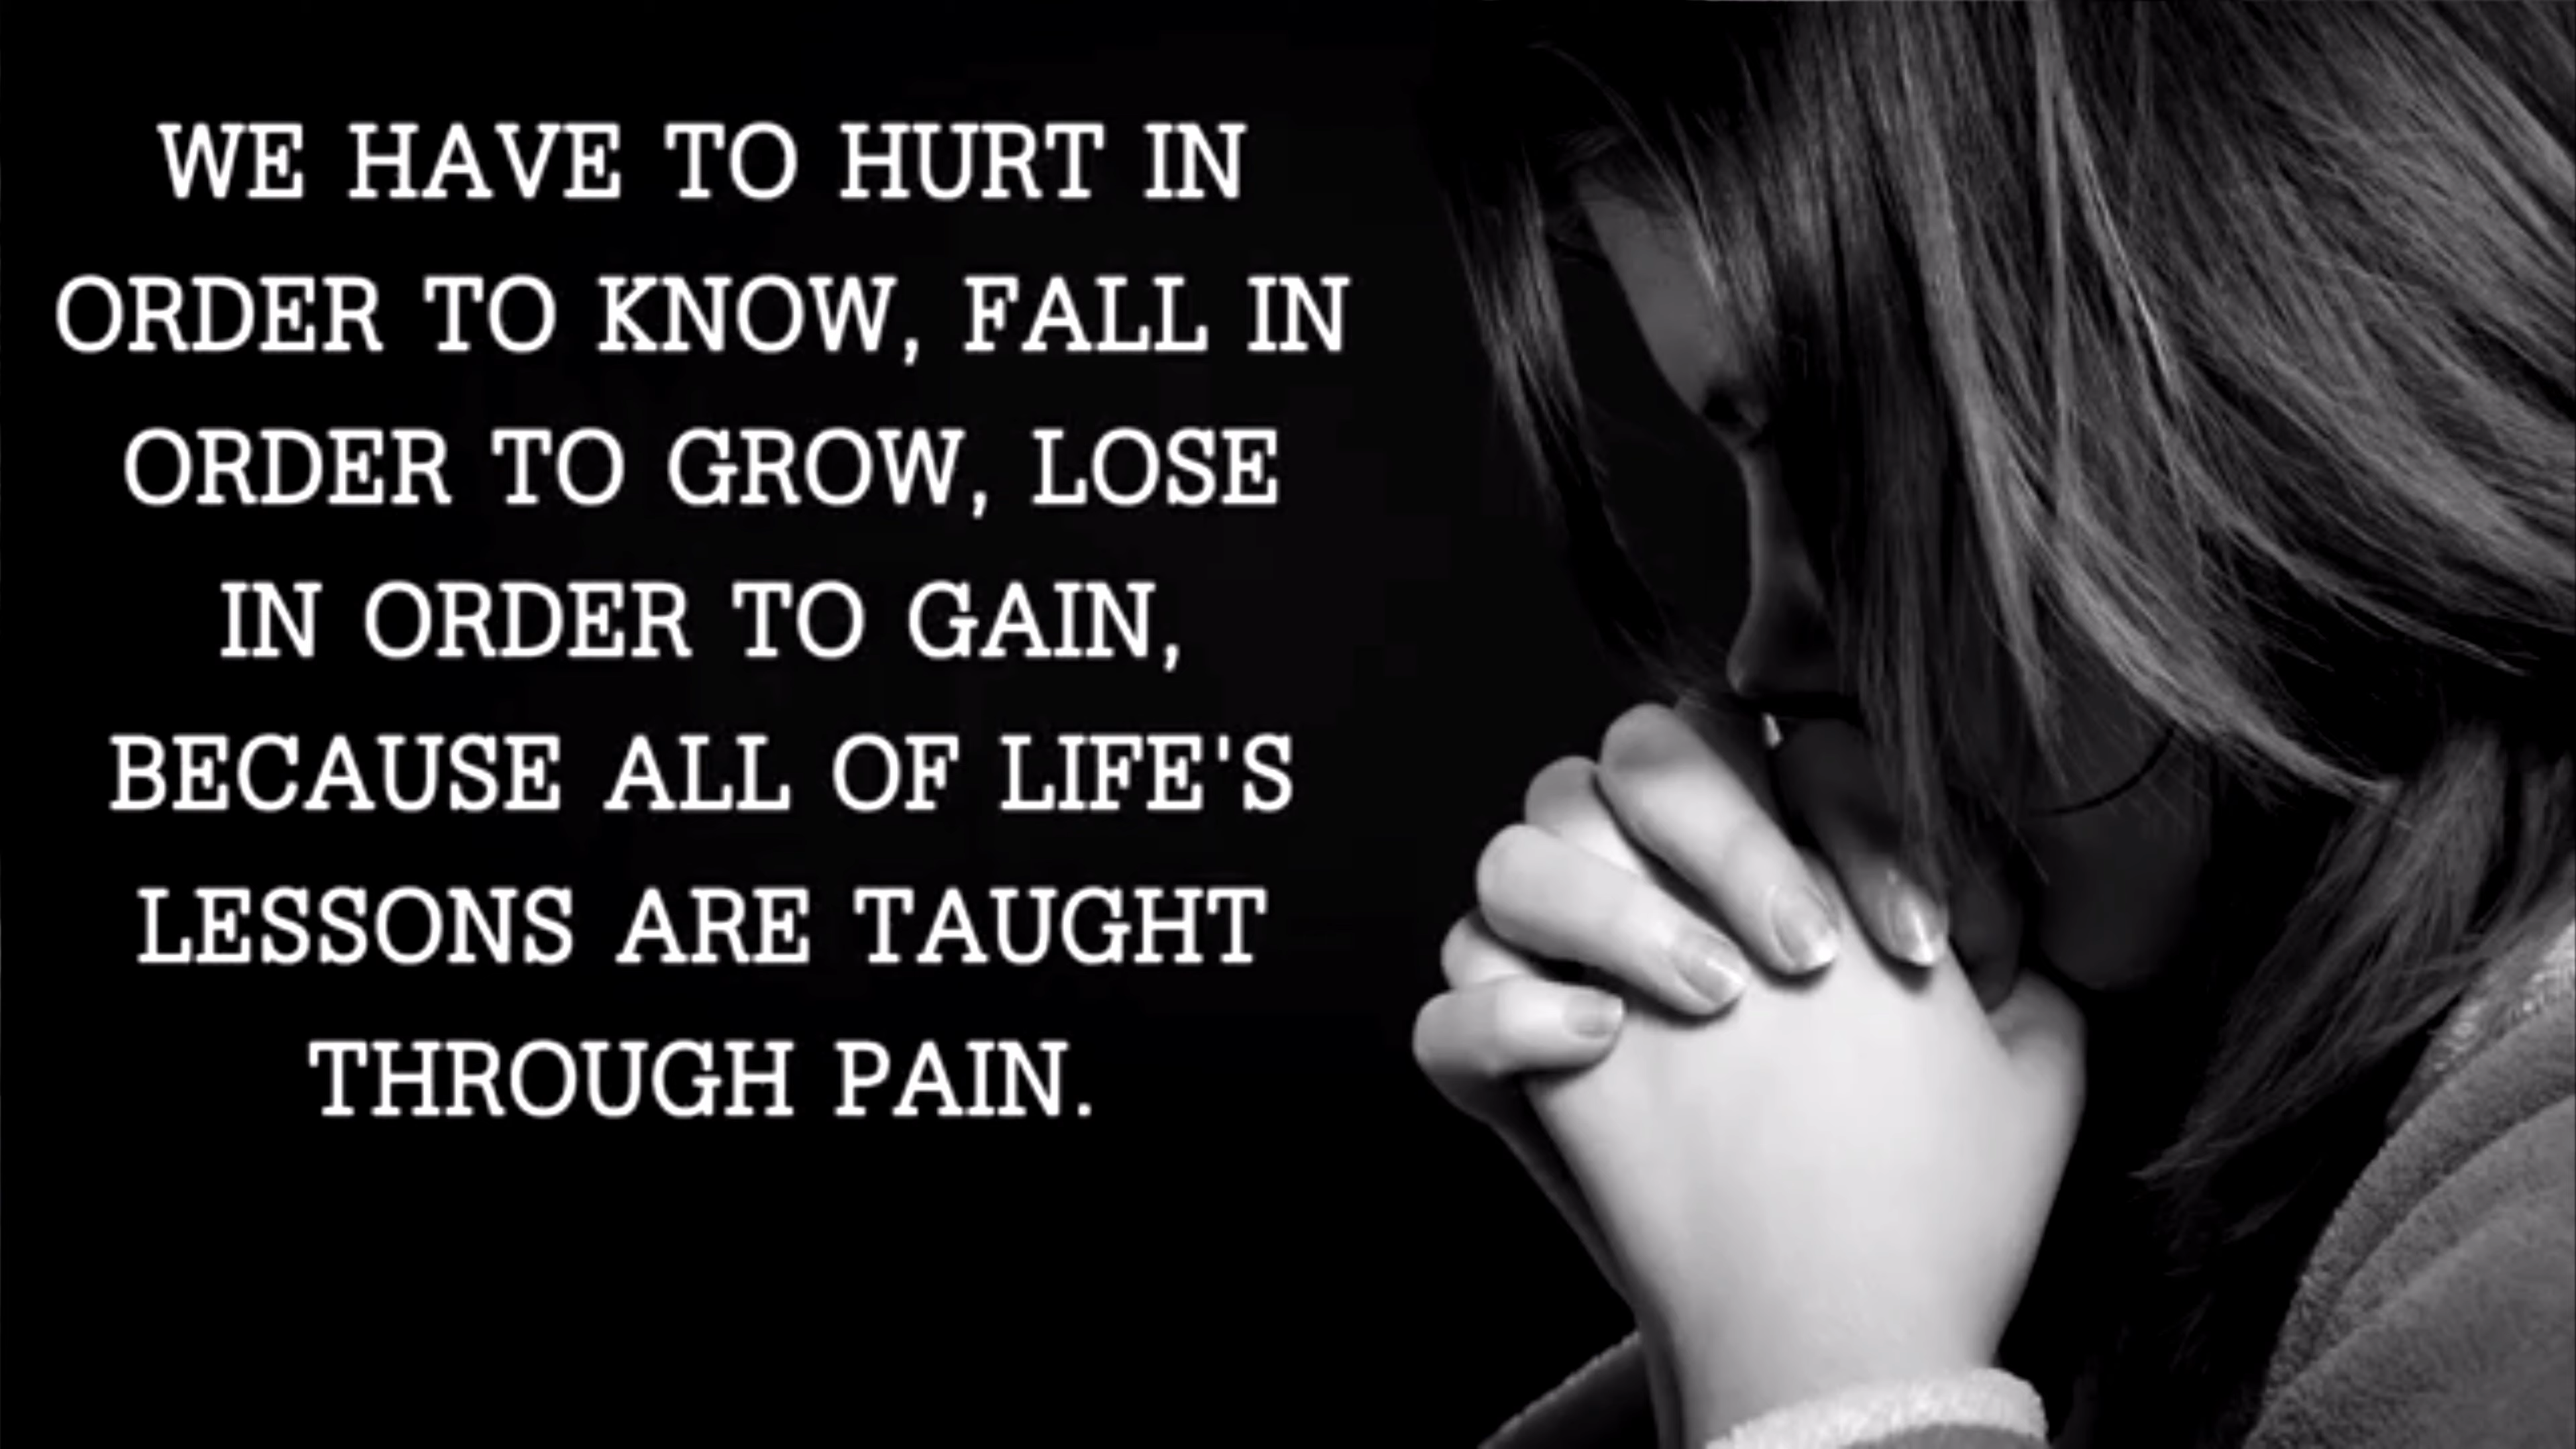 WE HAVE TO HURT IN
ORDER TO KNOW, FALL IN
ORDER TO GROW, LOSE
IN ORDER TO GAIN,
BECAUSE ALL OF LIFE'S
LESSONS ARE TAUGHT
THROUGH PAIN.